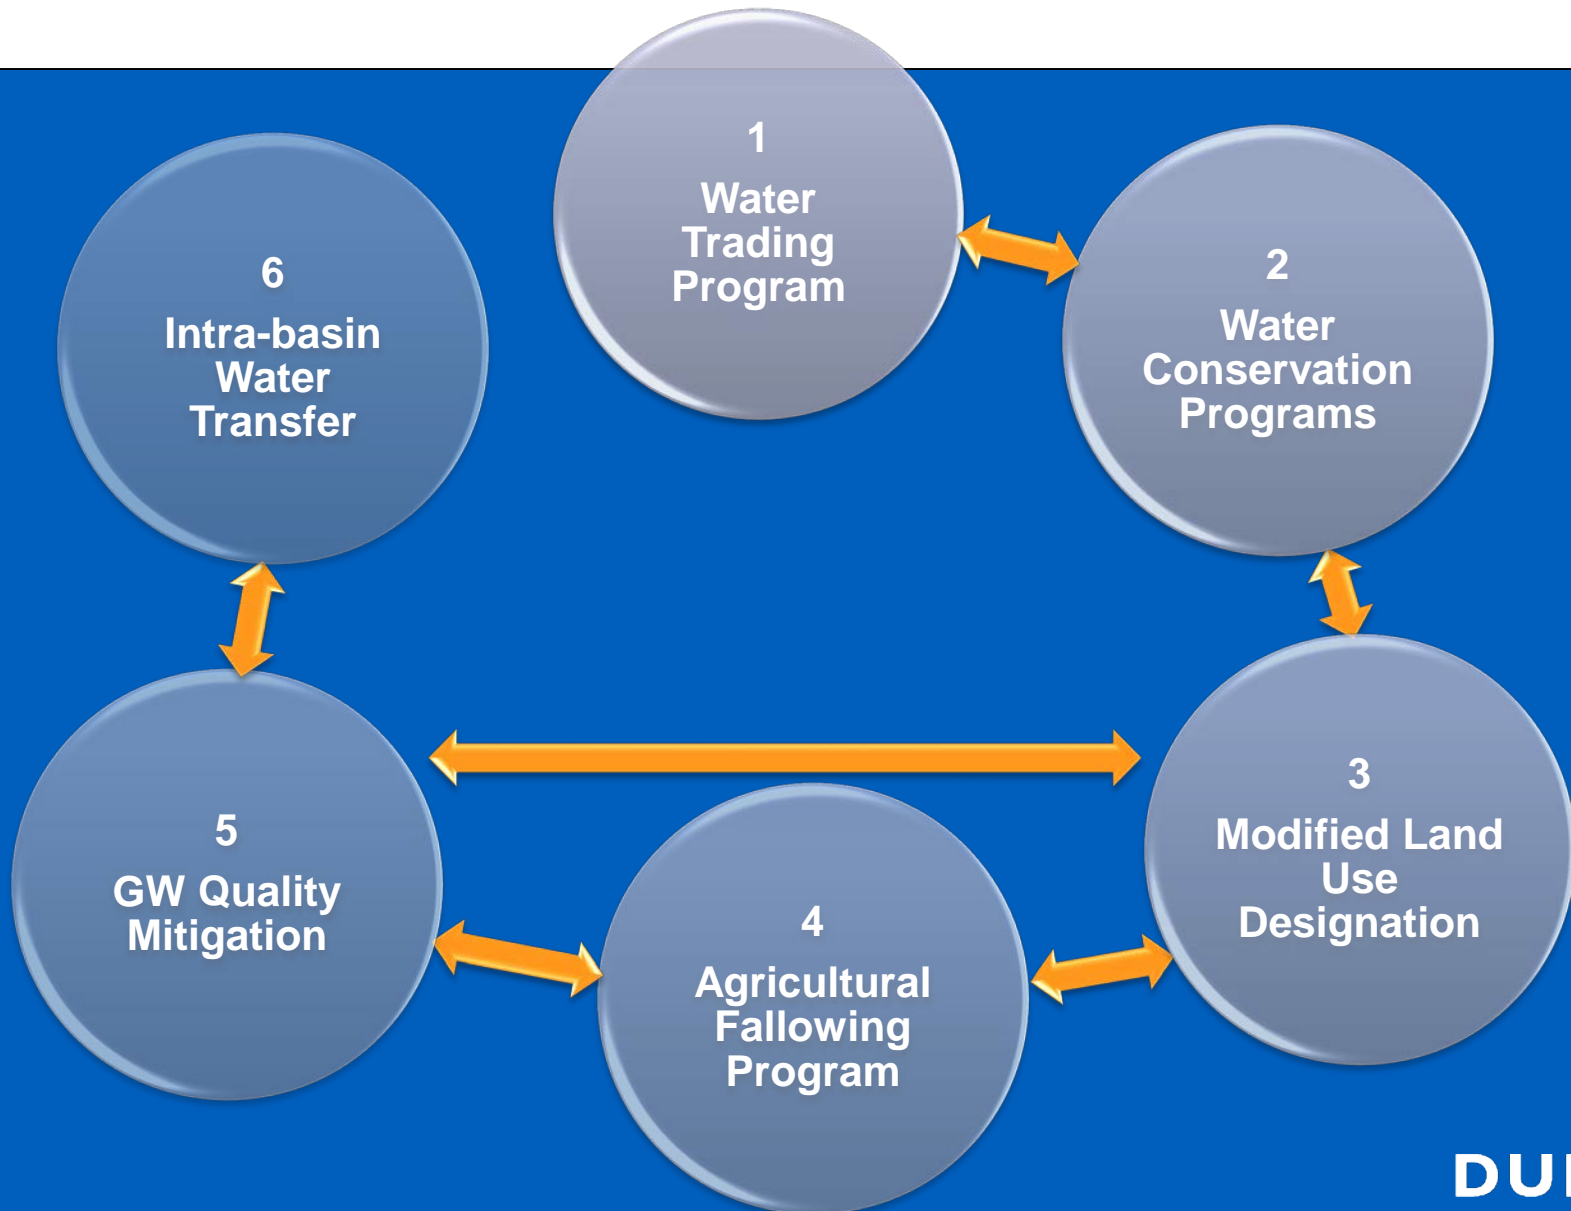 1
Water
Trading
Program
2
Water
Conservation
Programs
3
Modified Land
Use
Designation
4
Agricultural
Fallowing
Program
5
GW Quality
Mitigation
6
Intra-basin
Water
Transfer